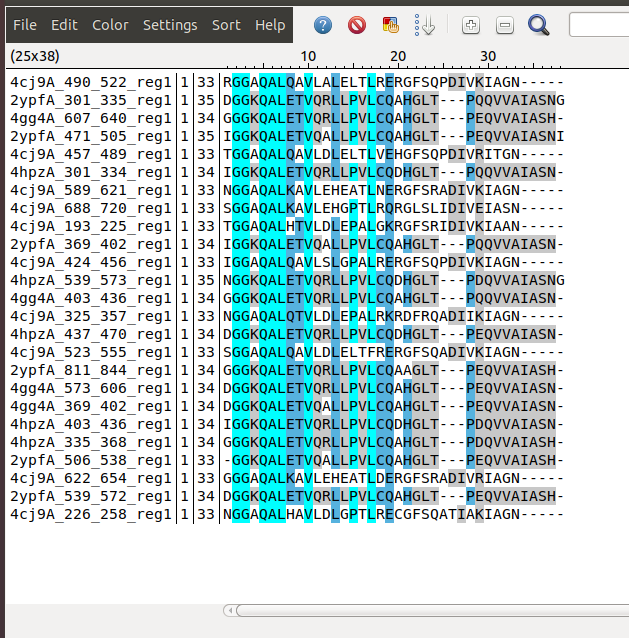 File Edit Color Settings Sort Help
(25x38) 10 20 30
4cj9A_490_522_reg1 1 33 RGGAQALQAVLALELTLRERGFSQPDIVKIAGN-----
2ypfA_301_335_reg1 1 35 DGGKQALETVQRLLPVLCQAHGLT---PQQVVAIASNG
4gg4A_607_640_reg1 1 34 GGGKQALETVQRLLPVLCQAHGLT---PEQVVAIASH-
2ypfA_471_505_reg1 1 35 IGGKQALETVQALLPVLCQAHGLT---PEQVVAIASNI
4cj9A_457_489_reg1 1 33 TGGAQALQAVLDLELTLVEHGFSQPDIVRITGN-----
4hpzA_301_334_reg1 1 34 IGGKQALETVQRLLPVLCQDHGLT---PEQVVAIASN-
4cj9A_589_621_reg1 1 33 NGGAQALKAVLEHEATLNERGFSRADIVKIAGN-----
4cj9A_688_720_reg1 1 33 SGGAQALKAVLEHGPTLRQRGLSLIDIVEIASN-----
4cj9A_193_225_reg1 1 33 TGGAQALHTVLDLEPALGKRGFSRIDIVKIAAN-----
2ypfA_369_402_reg1 1 34 IGGKQALETVQALLPVLCQAHGLT---PQQVVAIASN-
4cj9A_424_456_reg1 1 33 IGGAQALQAVLSLGPALRERGFSQPDIVKIAGN-----
4hpzA_539_573_reg1 1 35 NGGKQALETVQRLLPVLCQDHGLT---PDQVVAIASNG
4gg4A_403_436_reg1 1 34 GGGKQALETVQRLLPVLCQAHGLT---PQQVVAIASN-
4cj9A_325_357_reg1 1 33 NGGAQALQTVLDLEPALRKRDFRQADIIKIAGN-----
4hpzA_437_470_reg1 1 34 DGGKQALETVQRLLPVLCQDHGLT---PEQVVAIASN-
4cj9A_523_555_reg1 1 33 SGGAQALQAVLDLELTFRERGFSQADIVKIAGN-----
2ypfA_811_844_reg1 1 34 GGGKQALETVQRLLPVLCQAAGLT---PEQVVAIASH-
4gg4A_573_606_reg1 1 34 DGGKQALETVQRLLPVLCQAHGLT---PEQVVAIASH-
4gg4A_369_402_reg1 1 34 DGGKQALETVQALLPVLCQAHGLT---PEQVVAIASN-
4hpzA_403_436_reg1 1 34 IGGKQALETVQRLLPVLCQDHGLT---PDQVVAIASN-
4hpzA_335_368_reg1 1 34 GGGKQALETVQRLLPVLCQAHGLT---PDQVVAIASH-
2ypfA_506_538_reg1 1 33 -GGKQALETVQALLPVLCQAHGLT---PEQVVAIASH-
4cj9A_622_654_reg1 1 33 GGGAQALKAVLEHEATLDERGFSRADIVRIAGN-----
2ypfA_539_572_reg1 1 34 DGGKQALETVQRLLPVLCQAHGLT---PEQVVAIASH-
4cj9A_226_258_reg1 1 33 NGGAQALHAVLDLGPTLRECGFSQATIAKIAGN-----